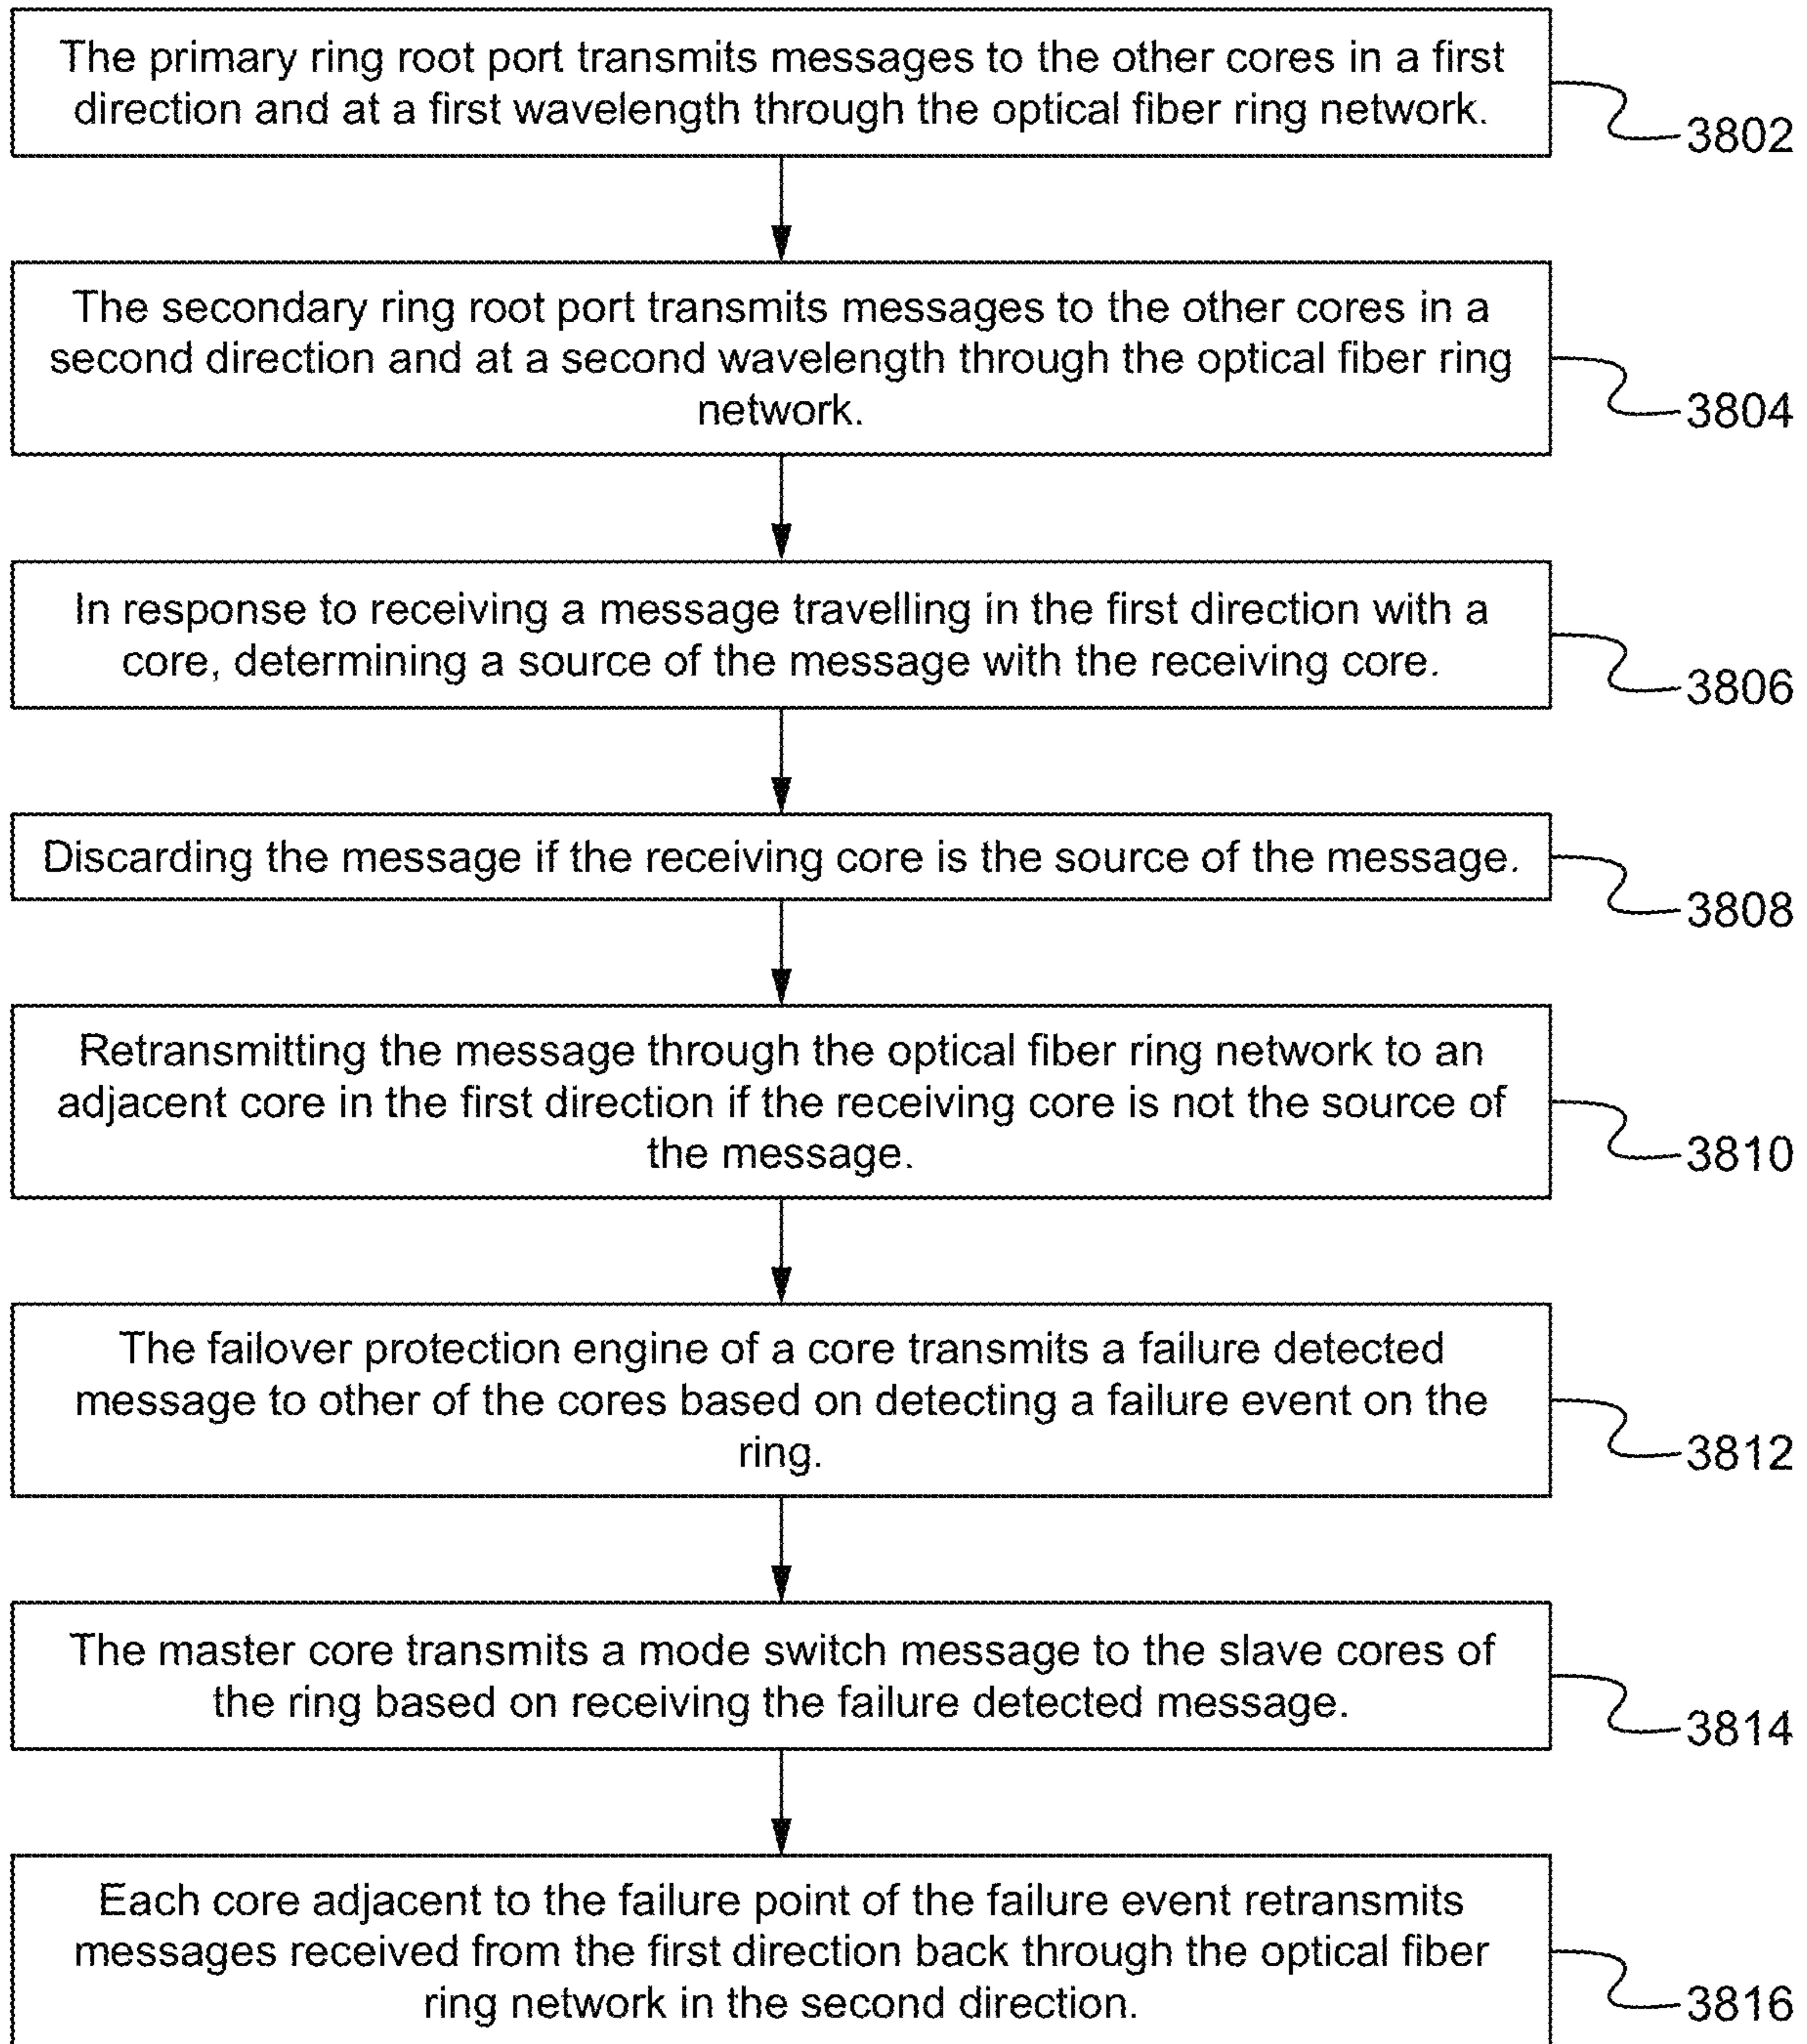 The primary ring root port transmits messages to the other cores in a first
direction and at a first wavelength through the optical fiber ring network.
3802
The secondary ring root port transmits messages to the other cores in a
second direction and at a second wavelength through the optical fiber ring
network.
3804
In response to receiving a message travelling in the first direction with a
core, determining a source of the message with the receiving core.
3806
Discarding the message if the receiving core is the source of the message.
3808
Retransmitting the message through the optical fiber ring network to an
adjacent core in the first direction if the receiving core is not the source of
the message.
3810
The failover protection engine of a core transmits a failure detected
message to other of the cores based on detecting a failure event on the
ring.
3812
The master core transmits a mode switch message to the slave cores of
the ring based on receiving the failure detected message.
3814
Each core adjacent to the failure point of the failure event retransmits
messages received from the first direction back through the optical fiber
ring network in the second direction.
3816